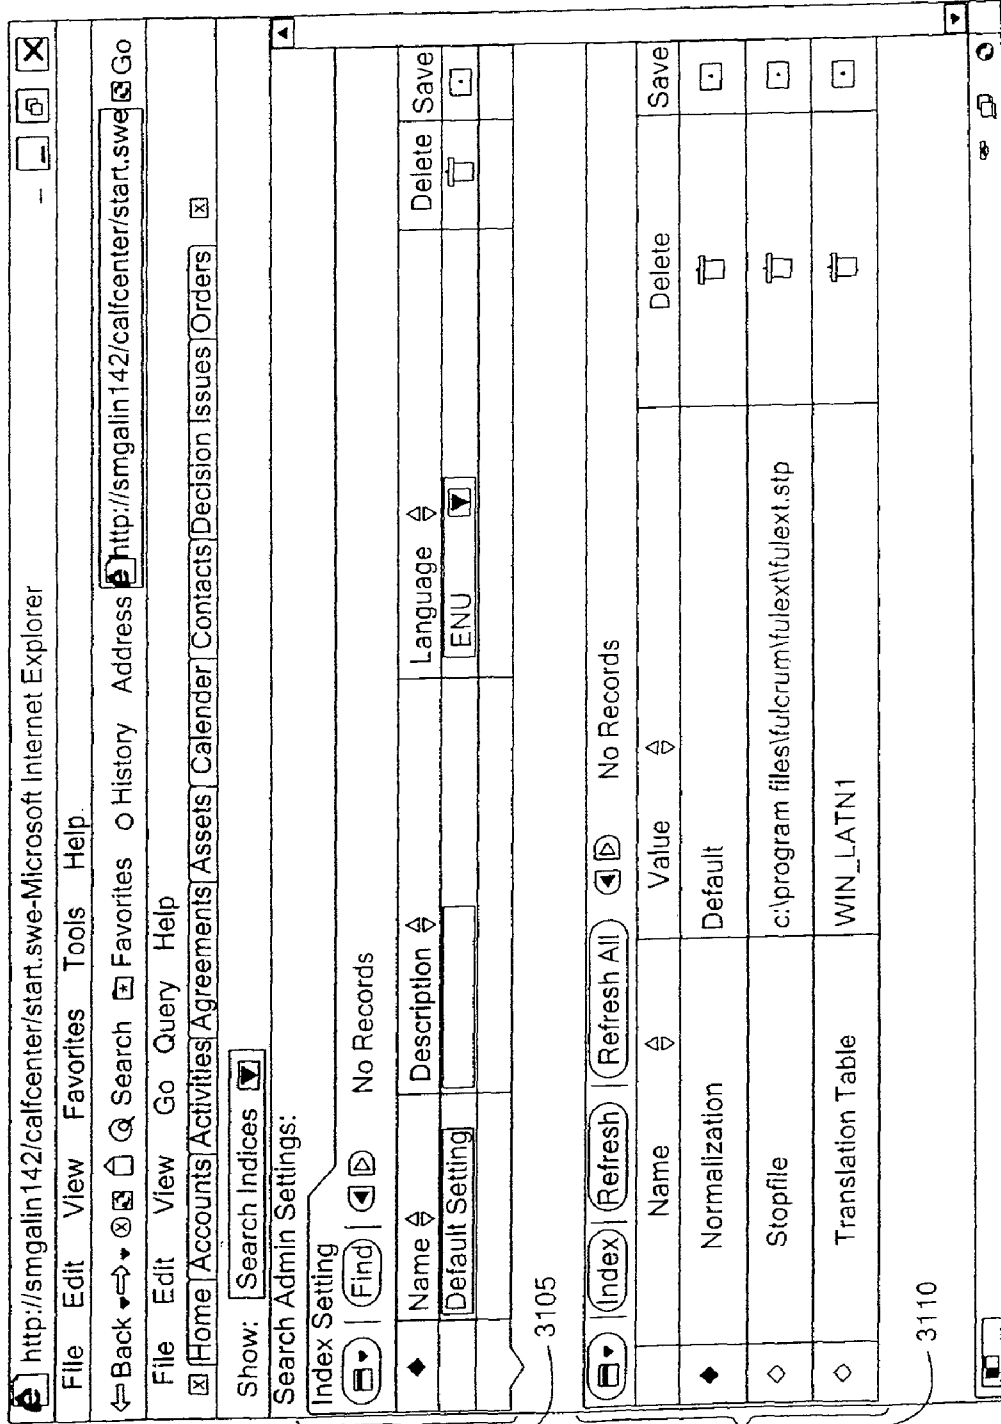 http://smgalin142/calfcenter/start.swe-Microsoft Internet Explorer
File Edit View Favorites Tools Help
Back Search Favorites History Address http://smgalin142/calfcenter/start.swe Go
File Edit View Go Query Help
Home Accounts Activities Agreements Assets Calender Contacts Decision Issues Orders
Show: Search Indices
Search Admin Settings:
Index Setting
Find No Records
Name Description Language Delete Save
Default Setting ENU
3105
Index Refresh Refresh All No Records
Name Value Delete Save
Normalization Default
Stopfile c:\program files\fulcrum\fulext\fulext.stp
Translation Table WIN_LATN1
3110